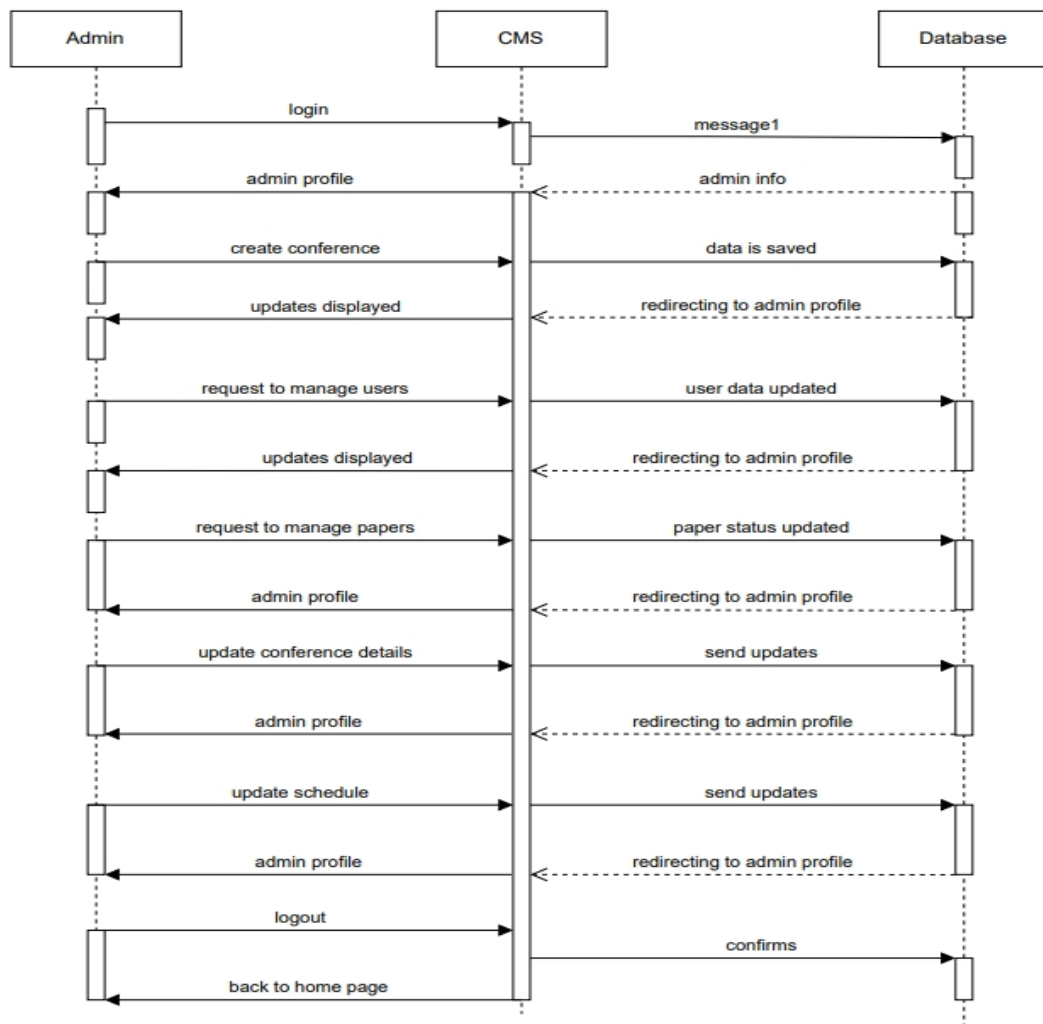 Admin
CMS
Database
login
message1
admin profile
admin info
create conference
data is saved
updates displayed
redirecting to admin profile
request to manage users
user data updated
updates displayed
redirecting to admin profile
request to manage papers
paper status updated
admin profile
redirecting to admin profile
update conference details
send updates
admin profile
redirecting to admin profile
update schedule
send updates
admin profile
redirecting to admin profile
logout
confirms
back to home page